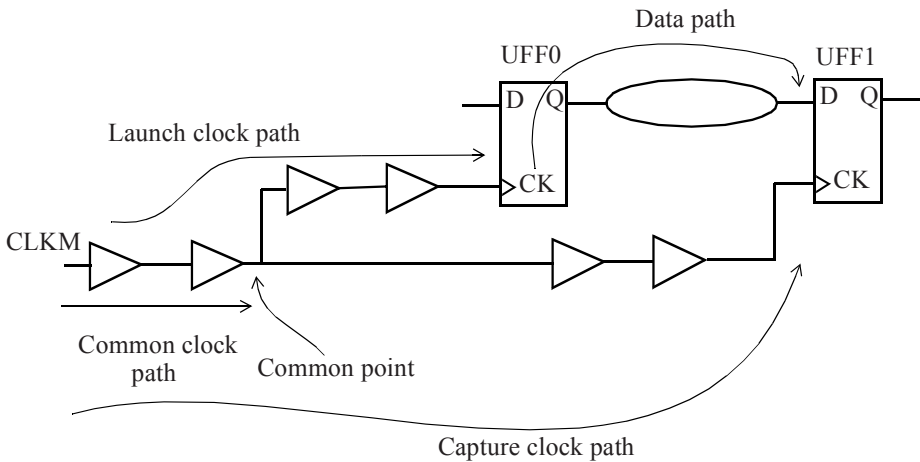 Data path
UFF0
UFF1
D Q
D Q
Launch clock path
CK
CK
CLKM
Common clock
path
Common point
Capture clock path